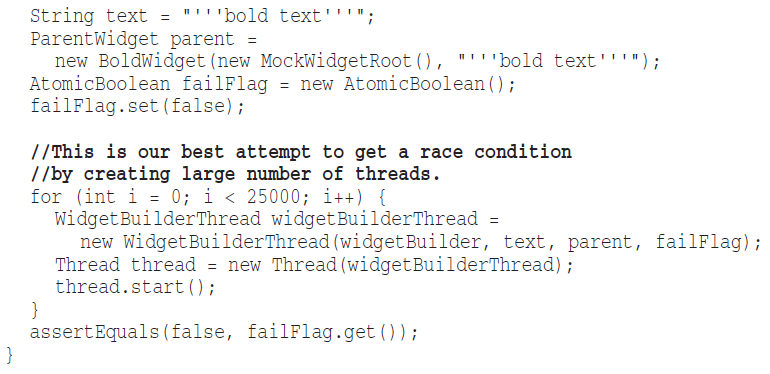 String text = "'''bold text'''";
ParentWidget parent =
new BoldWidget(new MockWidgetRoot(), "'''bold text'''");
AtomicBoolean failFlag = new AtomicBoolean();
failFlag.set(false);
//This is our best attempt to get a race condition
//by creating large number of threads.
for (int i = 0; i < 25000; i++) {
WidgetBuilderThread widgetBuilderThread =
new WidgetBuilderThread(widgetBuilder, text, parent, failFlag);
Thread thread = new Thread(widgetBuilderThread);
thread.start();
}
assertEquals(false, failFlag.get());
}